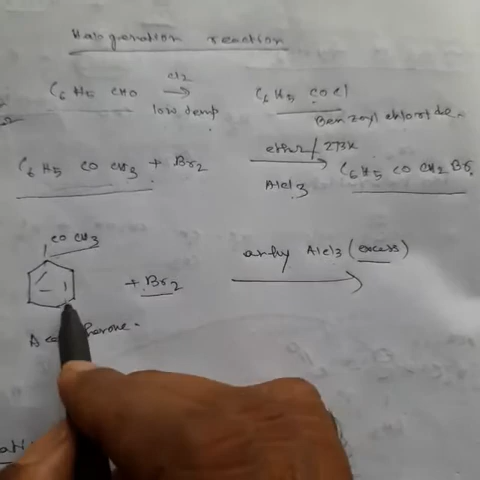 Halogenation reaction
C6H5 CHO Cl2 → low temp C6H5 COCl
Benzoyl chloride.
C6H5 CO CH3 + Br2 ether/273K → AlCl3 C6H5 CO CH2 Br
CO CH3
+ Br2 anhy AlCl3 (excess) →